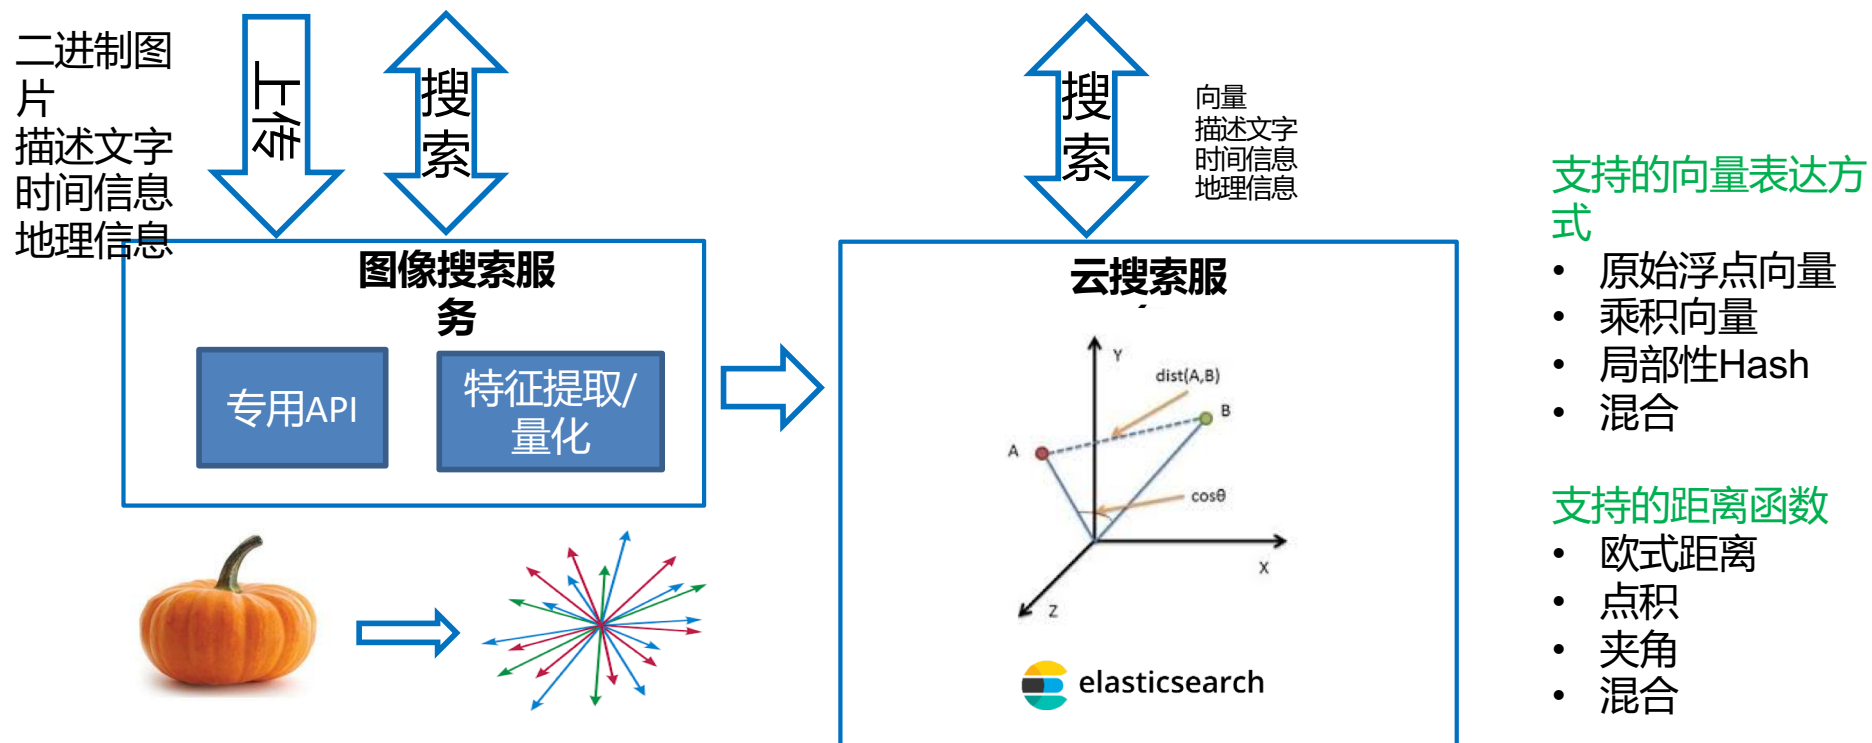 二进制图
片
描述文字
时间信息
地理信息
上传
搜
索
搜
索
向量
描述文字
时间信息
地理信息
图像搜索服
务
专用API
特征提取/
量化
云搜索服
Y
dist(A,B)
B
A
cosθ
X
Z
elasticsearch
支持的向量表达方
式
• 原始浮点向量
• 乘积向量
• 局部性Hash
• 混合
支持的距离函数
• 欧式距离
• 点积
• 夹角
• 混合